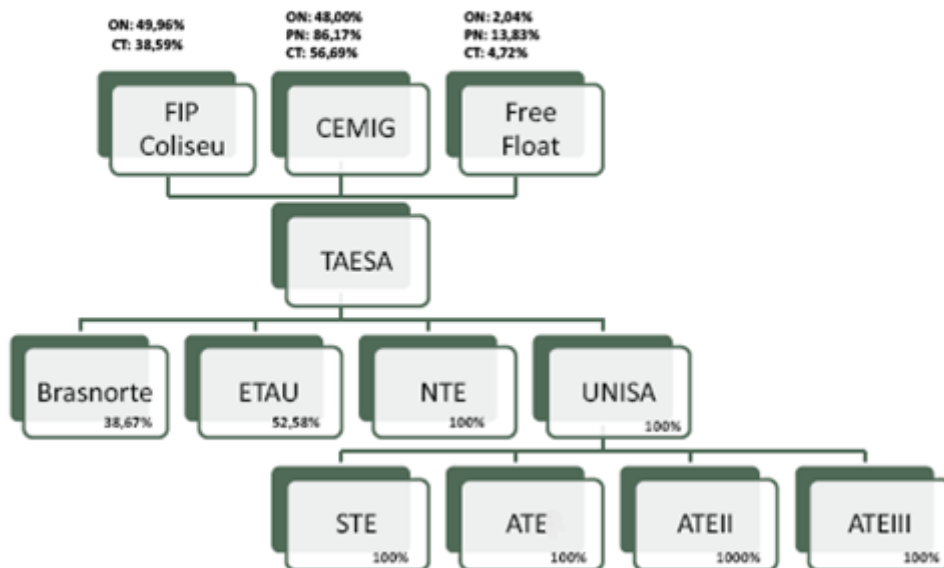 ON: 49,96%
CT: 38,59%
ON: 48,00%
PN: 86,17%
CT: 56,69%
ON: 2,04%
PN: 13,83%
CT: 4,72%
FIP
Coliseu
CEMIG
Free
Float
TAESA
Brasnorte
38,67%
ETAU
52,58%
NTE
100%
UNISA
100%
STE
100%
ATE
100%
ATEII
1000%
ATEIII
100%